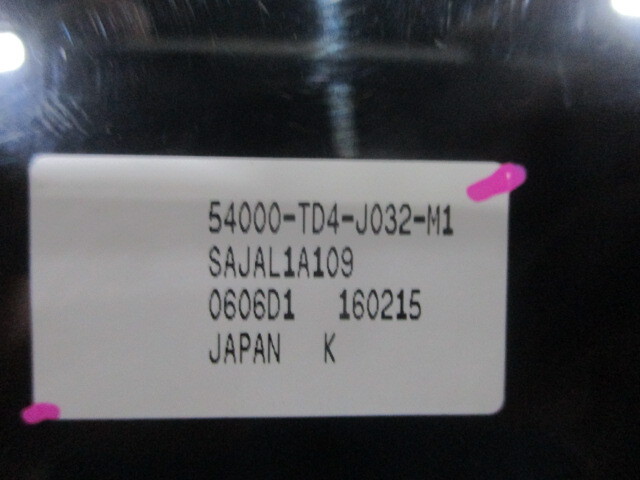 54000-TD4-J032-M1
SAJAL1A109
0606D1 160215
JAPAN K